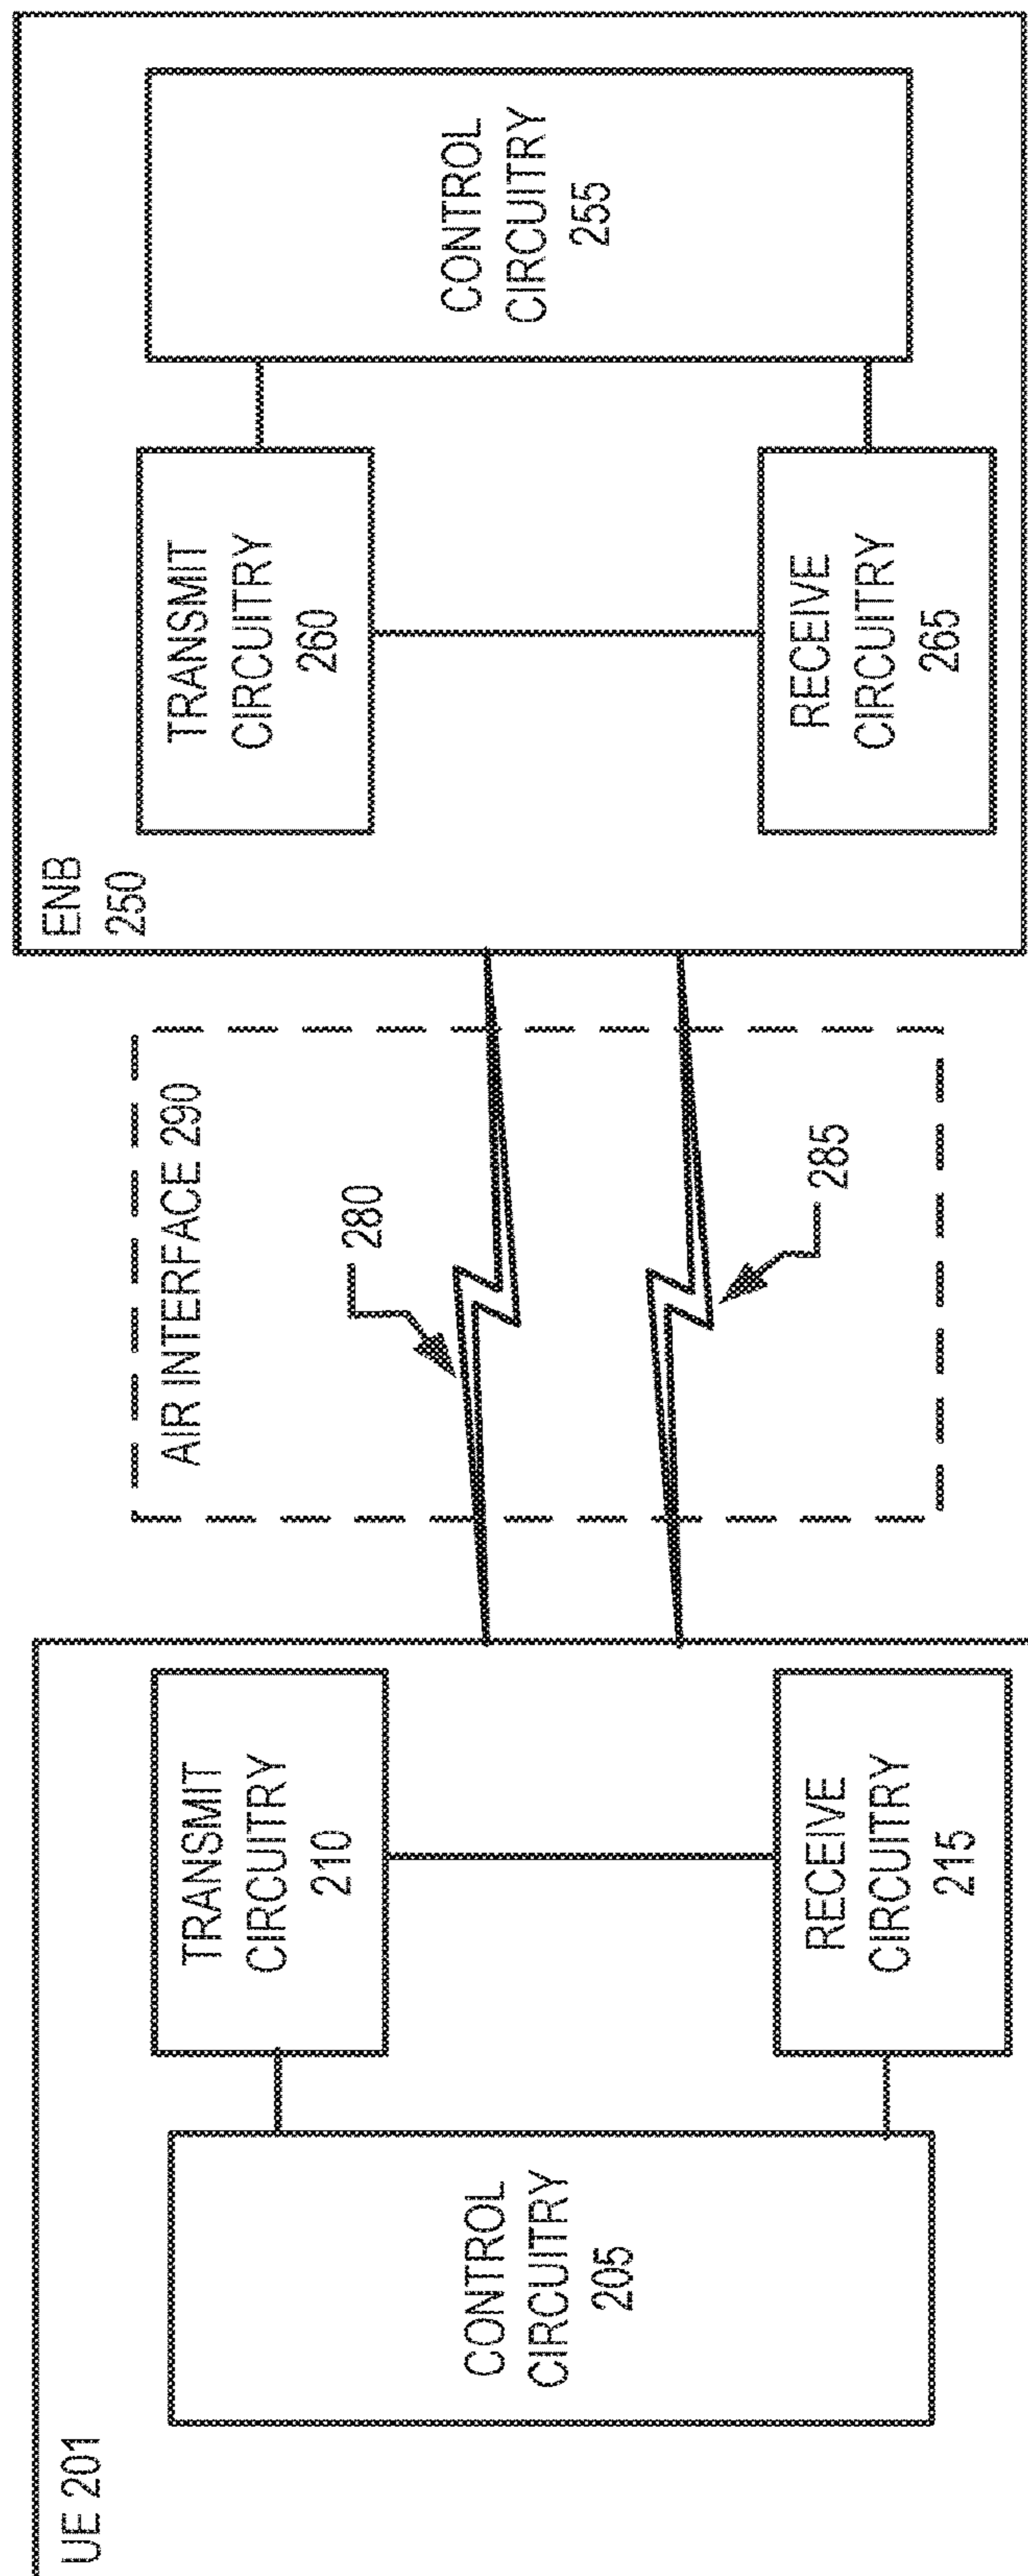 UE 201
CONTROL
CIRCUITRY
205
TRANSMIT
CIRCUITRY
210
RECEIVE
CIRCUITRY
215
AIR INTERFACE 290
280
285
ENB
250
TRANSMIT
CIRCUITRY
260
RECEIVE
CIRCUITRY
265
CONTROL
CIRCUITRY
255